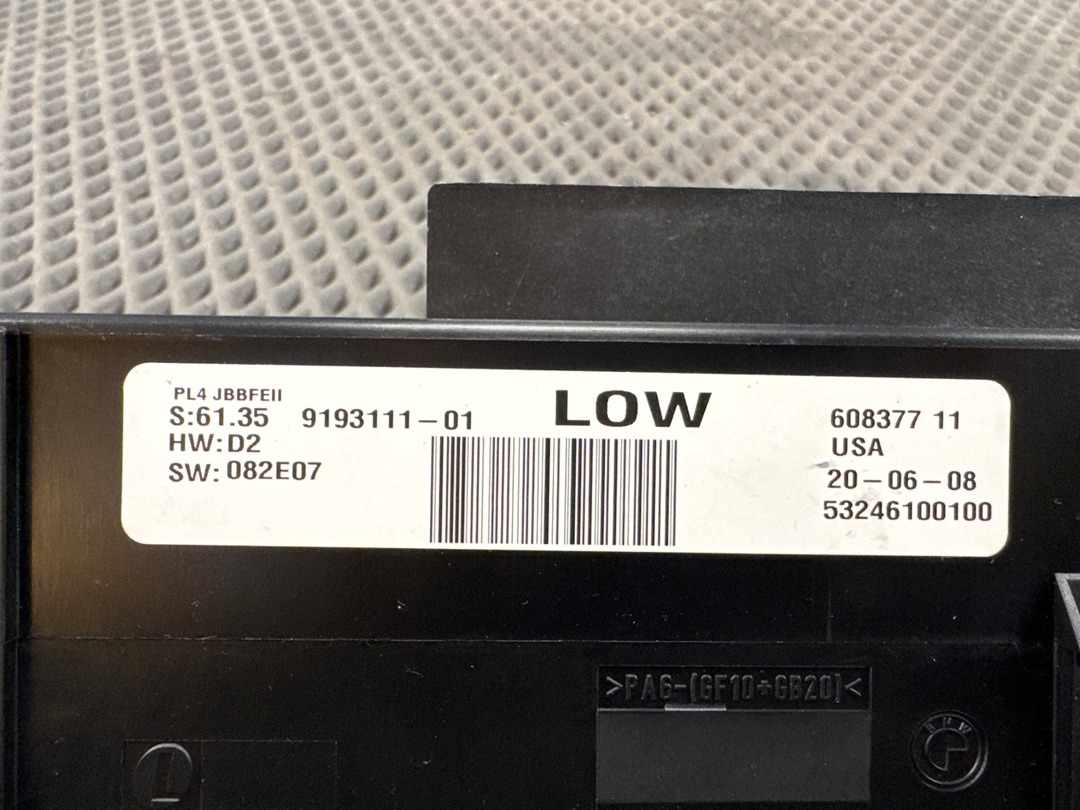 PL4 JBBFEII
S:61.35 9193111-01
HW:D2
SW: 082E07
LOW
608377 11
USA
20-06-08
53246100100
>PA6-(GF10+GB20)<
BMW